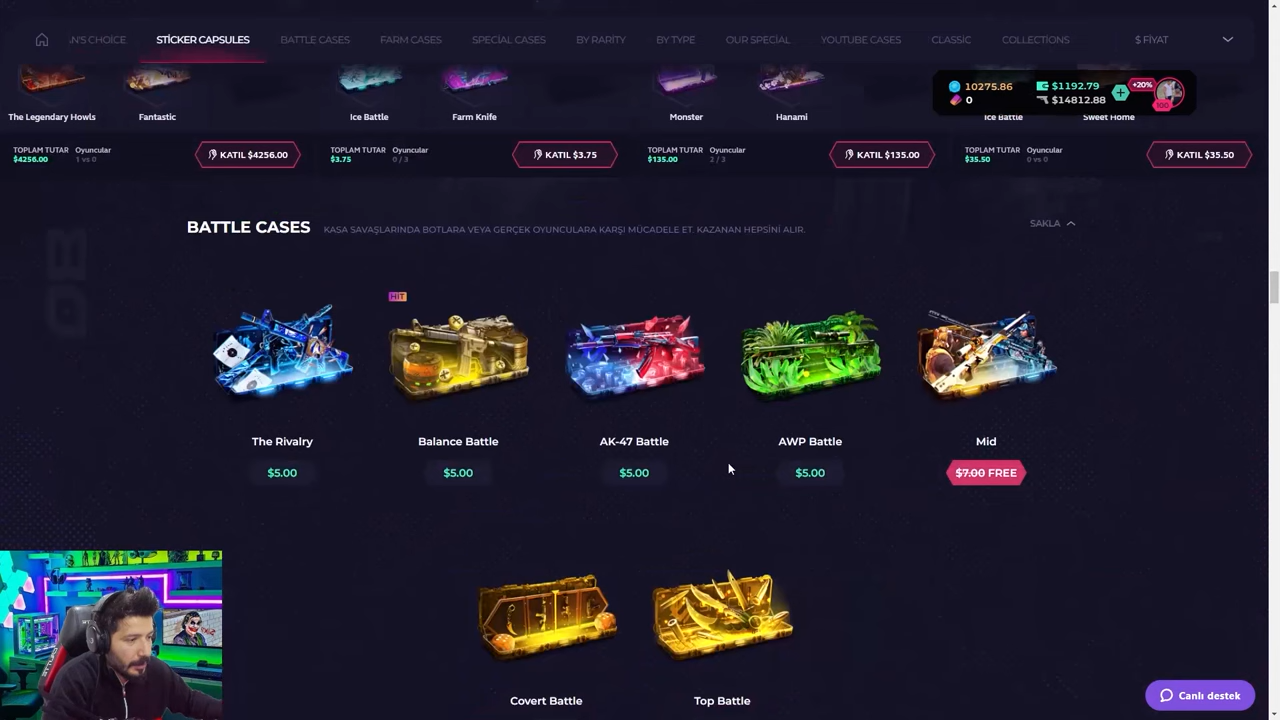 N'S CHOICE
STİCKER CAPSULES
BATTLE CASES
FARM CASES
SPECIAL CASES
BY RARITY
BY TYPE
OUR SPECIAL
YOUTUBE CASES
CLASSIC
COLLECTIONS
$ FİYAT
10275.86
0
$1192.79
$14812.88
+20%
100
The Legendary Howls
Fantastic
Ice Battle
Farm Knife
Monster
Hanami
Ice Battle
Sweet Home
TOPLAM TUTAR
$4256.00
Oyuncular
1 vs 0
KATIL $4256.00
TOPLAM TUTAR
$3.75
Oyuncular
0 / 3
KATIL $3.75
TOPLAM TUTAR
$135.00
Oyuncular
2 / 3
KATIL $135.00
TOPLAM TUTAR
$35.50
Oyuncular
0 vs 0
KATIL $35.50
BATTLE CASES
KASA SAVAŞLARINDA BOTLARA VEYA GERÇEK OYUNCULARA KARŞI MÜCADELE ET. KAZANAN HEPSİNİ ALIR.
SAKLA
HIT
The Rivalry
Balance Battle
AK-47 Battle
AWP Battle
Mid
$5.00
$5.00
$5.00
$5.00
$7.00 FREE
Covert Battle
Top Battle
Canlı destek